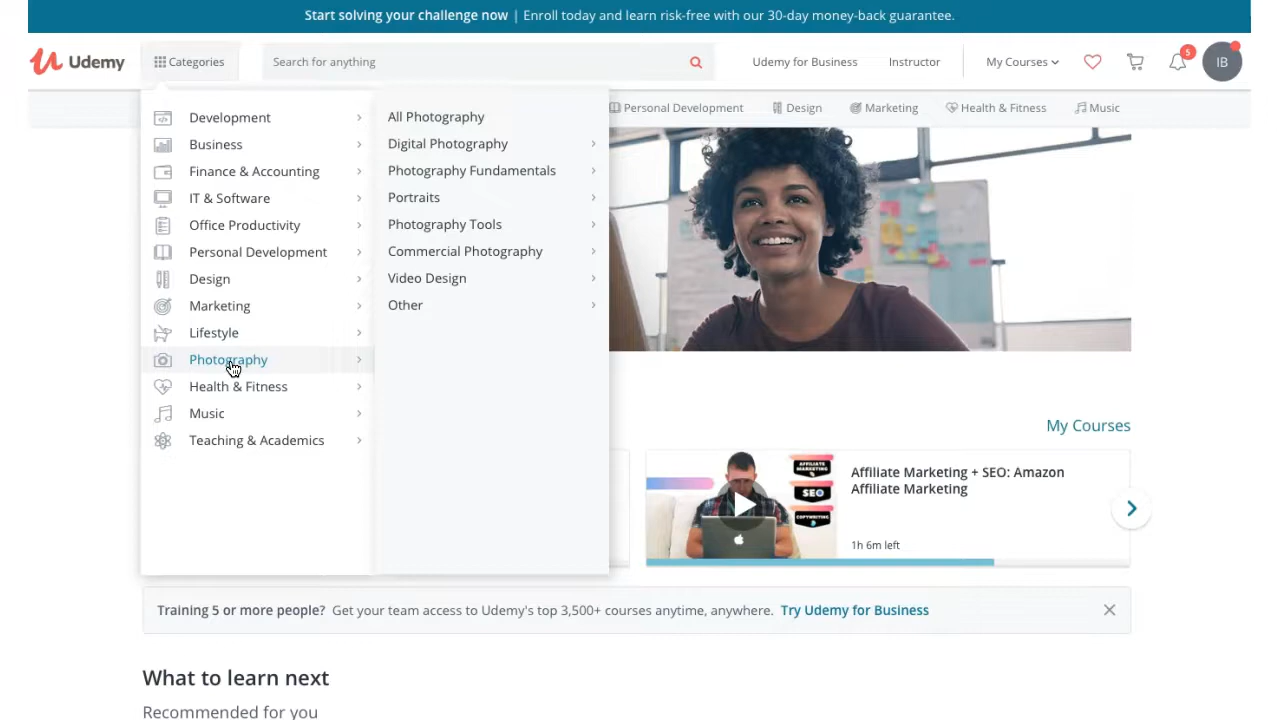 Start solving your challenge now | Enroll today and learn risk-free with our 30-day money-back guarantee.
Udemy
Categories
Search for anything
Udemy for Business
Instructor
My Courses
5
IB
Personal Development
Design
Marketing
Health & Fitness
Music
Development
Business
Finance & Accounting
IT & Software
Office Productivity
Personal Development
Design
Marketing
Lifestyle
Photography
Health & Fitness
Music
Teaching & Academics
All Photography
Digital Photography
Photography Fundamentals
Portraits
Photography Tools
Commercial Photography
Video Design
Other
My Courses
AFFILIATE
MARKETING
SEO
COPYWRITING
Affiliate Marketing + SEO: Amazon
Affiliate Marketing
1h 6m left
Training 5 or more people? Get your team access to Udemy's top 3,500+ courses anytime, anywhere. Try Udemy for Business
What to learn next
Recommended for you